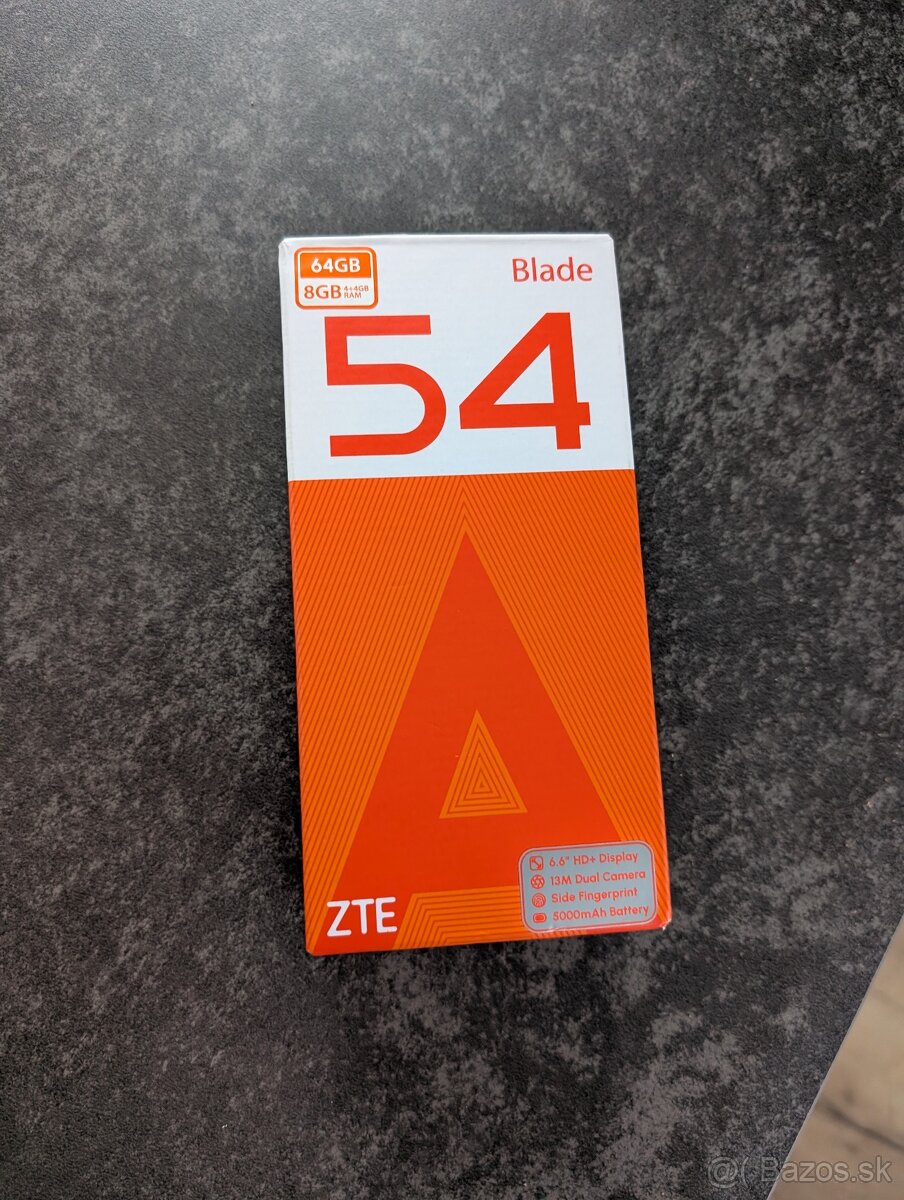 64GB
8GB 4+4GB RAM
Blade
54
A
6.6" HD+ Display
13M Dual Camera
Side Fingerprint
5000mAh Battery
ZTE
@( Bazos.sk